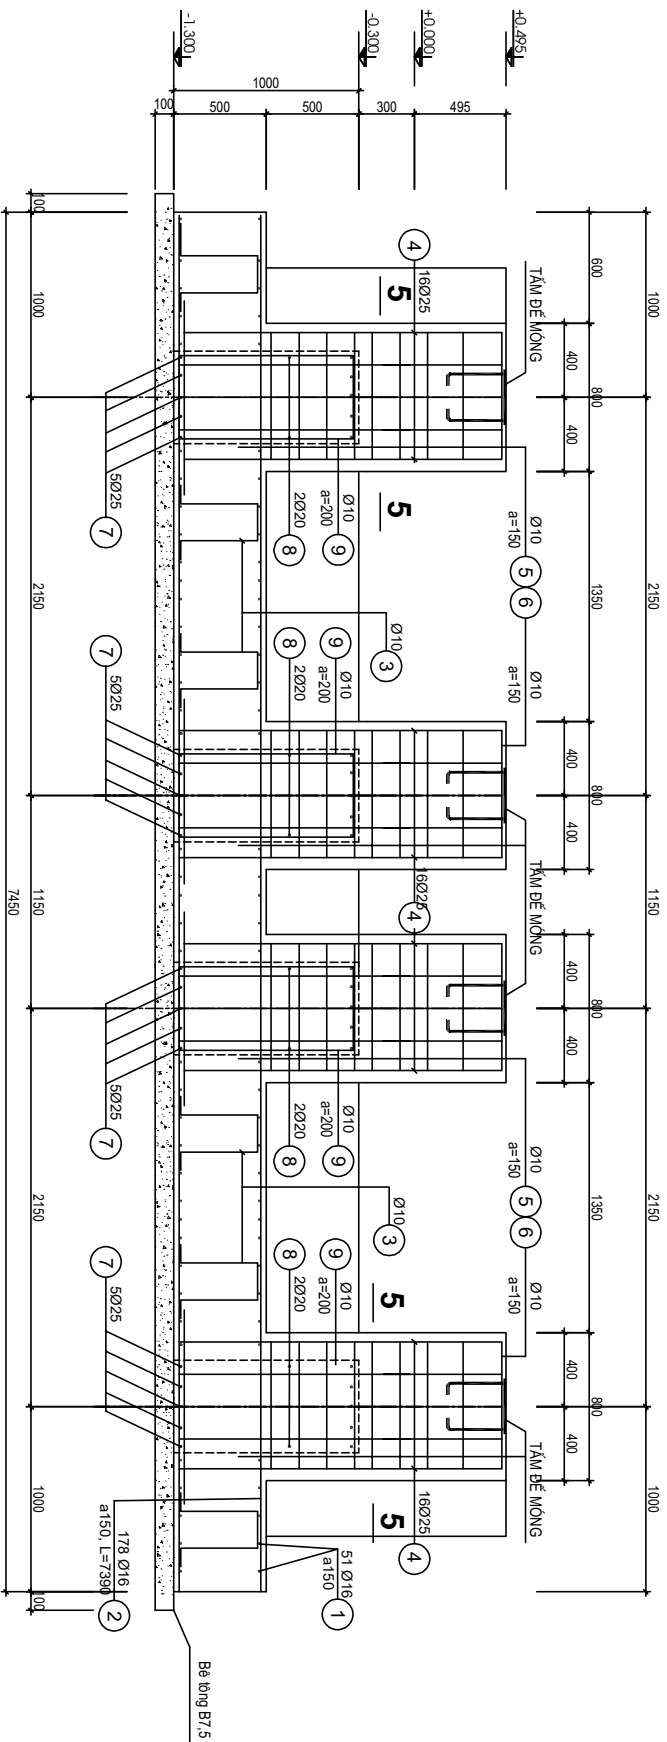 +0.495
+0.000
-0.300
-1.300
495
300
500
500
100
1000
1000
2150
1150
2150
1000
600
800
1350
800
800
1350
800
400
400
400
400
400
400
400
400
TẤM ĐẾ MÓNG
TẤM ĐẾ MÓNG
TẤM ĐẾ MÓNG
Ø10
a=150
5
6
Ø10
a=150
Ø10
a=150
5
6
Ø10
a=150
4
16Ø25
5
5
16Ø25
4
5
16Ø25
4
5
Ø10
a=200
9
2Ø20
8
Ø10
3
9
Ø10
a=200
8
2Ø20
Ø10
a=200
9
2Ø20
8
Ø10
3
9
Ø10
a=200
8
2Ø20
51 Ø16
a150
1
178 Ø16
a150, L=7390
2
5Ø25
7
7
5Ø25
5Ø25
7
7
5Ø25
Bê tông B7,5
100
1000
2150
1150
2150
1000
100
7450